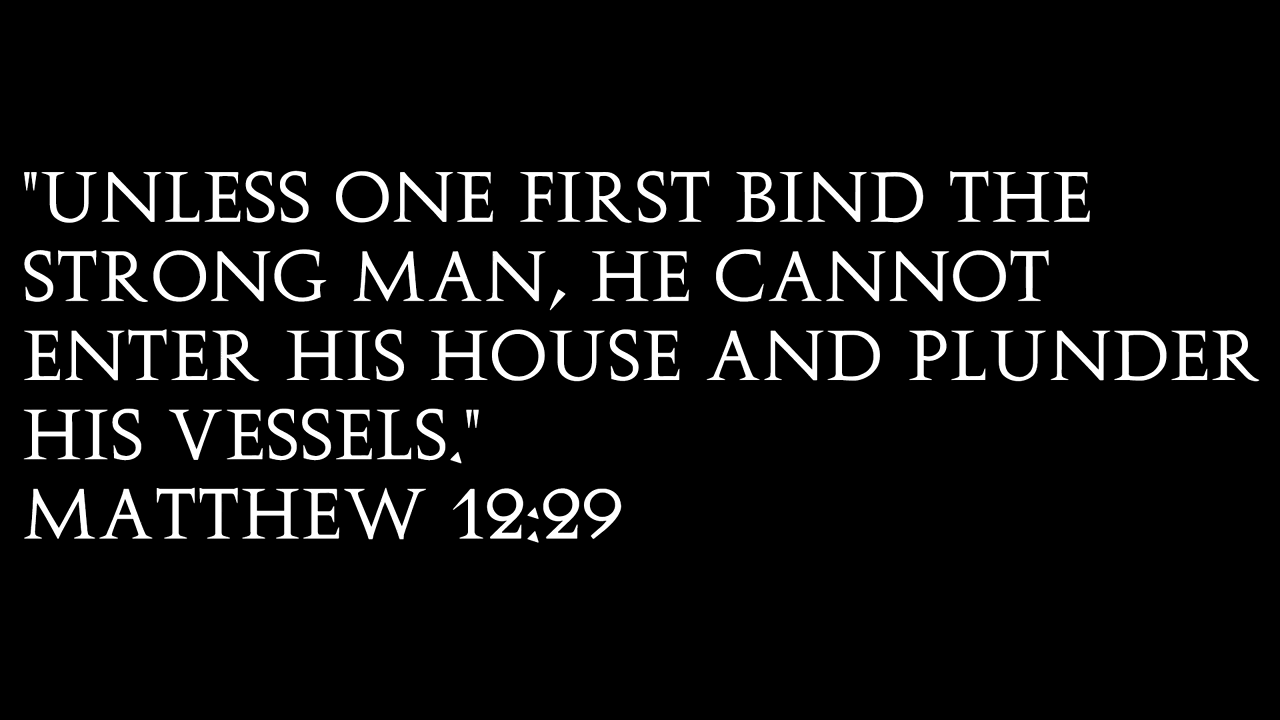 "UNLESS ONE FIRST BIND THE
STRONG MAN, HE CANNOT
ENTER HIS HOUSE AND PLUNDER
HIS VESSELS."
MATTHEW 12:29